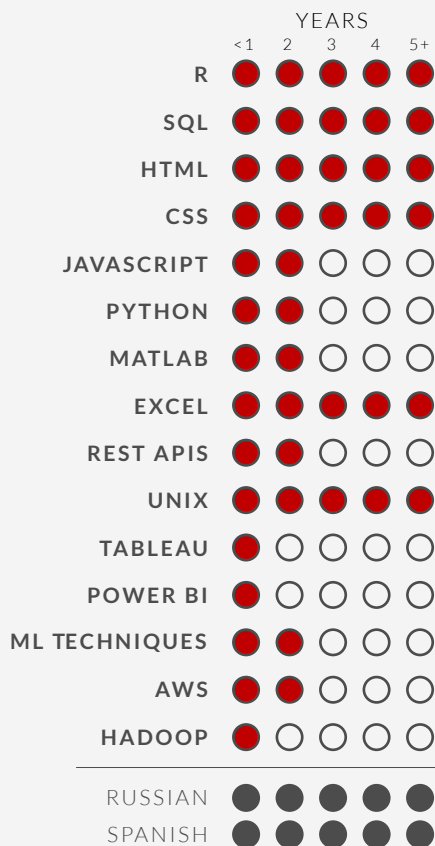 YEARS
<1 2 3 4 5+
R
SQL
HTML
CSS
JAVASCRIPT
PYTHON
MATLAB
EXCEL
REST APIS
UNIX
TABLEAU
POWER BI
ML TECHNIQUES
AWS
HADOOP
RUSSIAN
SPANISH